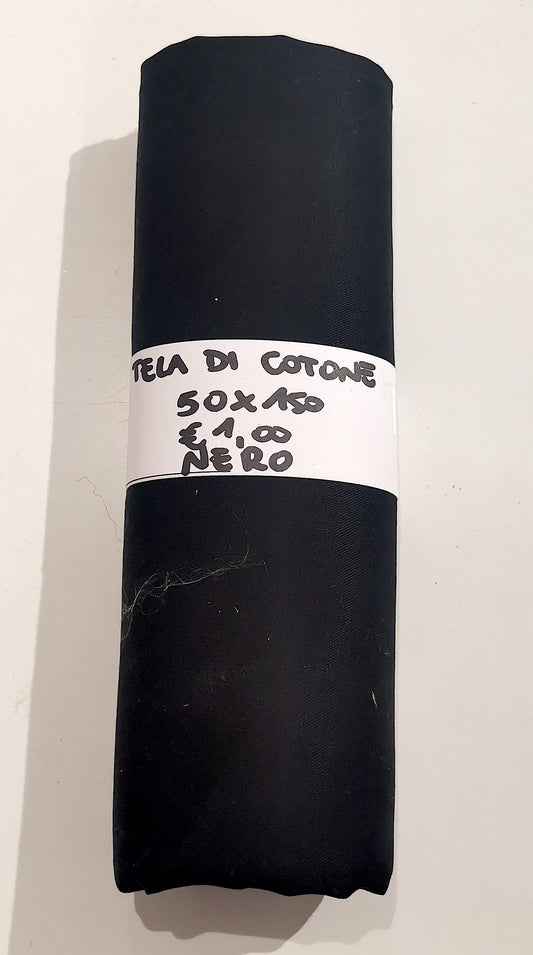 TELA DI COTONE
50X150
€ 1,00
NERO